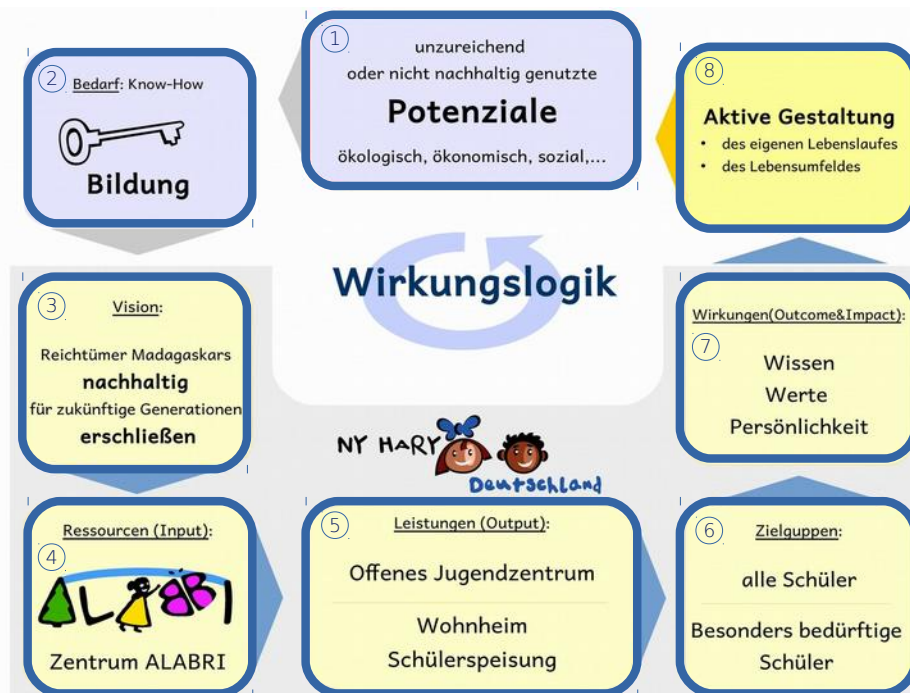 ①
unzureichend
oder nicht nachhaltig genutzte
Potenziale
ökologisch, ökonomisch, sozial,...
②
Bedarf: Know-How
Bildung
③
Vision:
Reichtümer Madagaskars
nachhaltig
für zukünftige Generationen
erschließen
④
Ressourcen (Input):
ALABRI
Zentrum ALABRI
⑤
Leistungen (Output):
Offenes Jugendzentrum
Wohnheim
Schülerspeisung
⑥
Zielguppen:
alle Schüler
Besonders bedürftige
Schüler
⑦
Wirkungen(Outcome&Impact):
Wissen
Werte
Persönlichkeit
⑧
Aktive Gestaltung
• des eigenen Lebenslaufes
• des Lebensumfeldes
Wirkungslogik
NY HARY
Deutschland